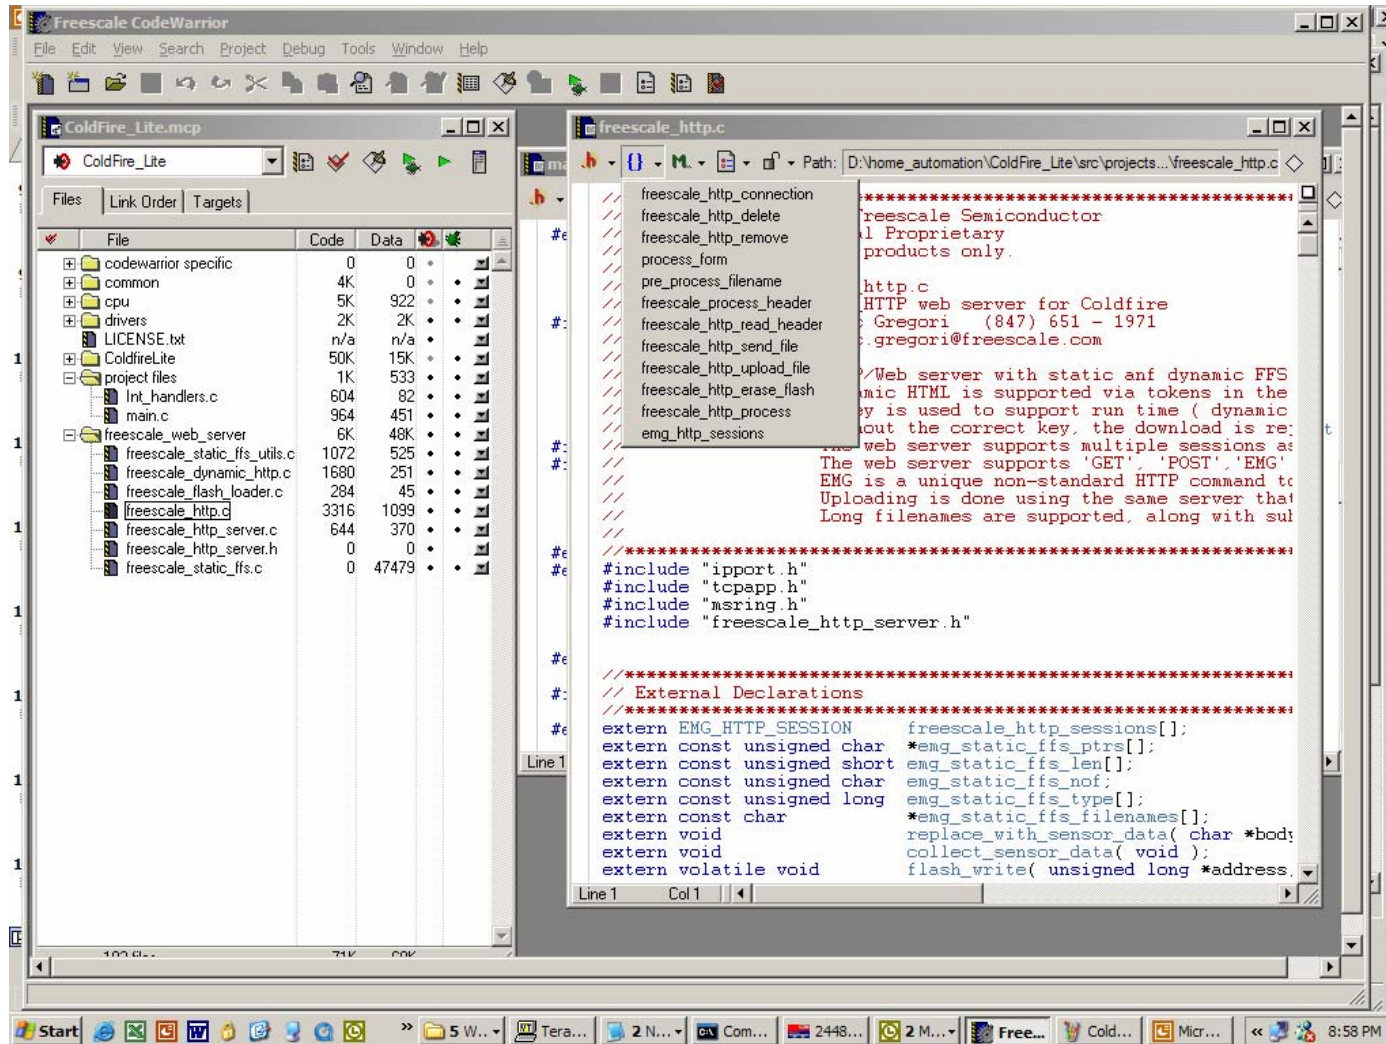 Freescale CodeWarrior
File Edit View Search Project Debug Tools Window Help
ColdFire_Lite.mcp
ColdFire_Lite
Files Link Order Targets
File Code Data
codewarrior specific 0 0
common 4K 0
cpu 5K 922
drivers 2K 2K
LICENSE.txt n/a n/a
ColdfireLite 50K 15K
project files 1K 533
Int_handlers.c 604 82
main.c 964 451
freescale_web_server 6K 48K
freescale_static_ffs_utils.c 1072 525
freescale_dynamic_http.c 1680 251
freescale_flash_loader.c 284 45
freescale_http.c 3316 1099
freescale_http_server.c 644 370
freescale_http_server.h 0 0
freescale_static_ffs.c 0 47479
freescale_http.c
.h {} M. Path: D:\home_automation\ColdFire_Lite\src\projects...\freescale_http.c
freescale_http_connection
freescale_http_delete
freescale_http_remove
process_form
pre_process_filename
freescale_process_header
freescale_http_read_header
freescale_http_send_file
freescale_http_upload_file
freescale_http_erase_flash
freescale_http_process
emg_http_sessions
Freescale Semiconductor
Proprietary
products only.
http.c
HTTP web server for Coldfire
Gregori (847) 651 - 1971
.gregori@freescale.com
/Web server with static anf dynamic FFS
HTML is supported via tokens in the
is used to support run time ( dynamic
the correct key, the download is
web server supports multiple sessions
// The web server supports 'GET', 'POST','EMG'
// EMG is a unique non-standard HTTP command
// Uploading is done using the same server
// Long filenames are supported, along with
//
//******************************************************************
#include "ipport.h"
#include "tcpapp.h"
#include "msring.h"
#include "freescale_http_server.h"
//******************************************************************
// External Declarations
//******************************************************************
extern EMG_HTTP_SESSION freescale_http_sessions[];
extern const unsigned char *emg_static_ffs_ptrs[];
extern const unsigned short emg_static_ffs_len[];
extern const unsigned char emg_static_ffs_nof;
extern const unsigned long emg_static_ffs_type[];
extern const char *emg_static_ffs_filenames[];
extern void replace_with_sensor_data( char *body
extern void collect_sensor_data( void );
extern volatile void flash_write( unsigned long *address,
Line 1 Col 1
Line 1
Start 5 W... Tera... 2 N... Com... 2448... 2 M... Free... Cold... Micr... 8:58 PM